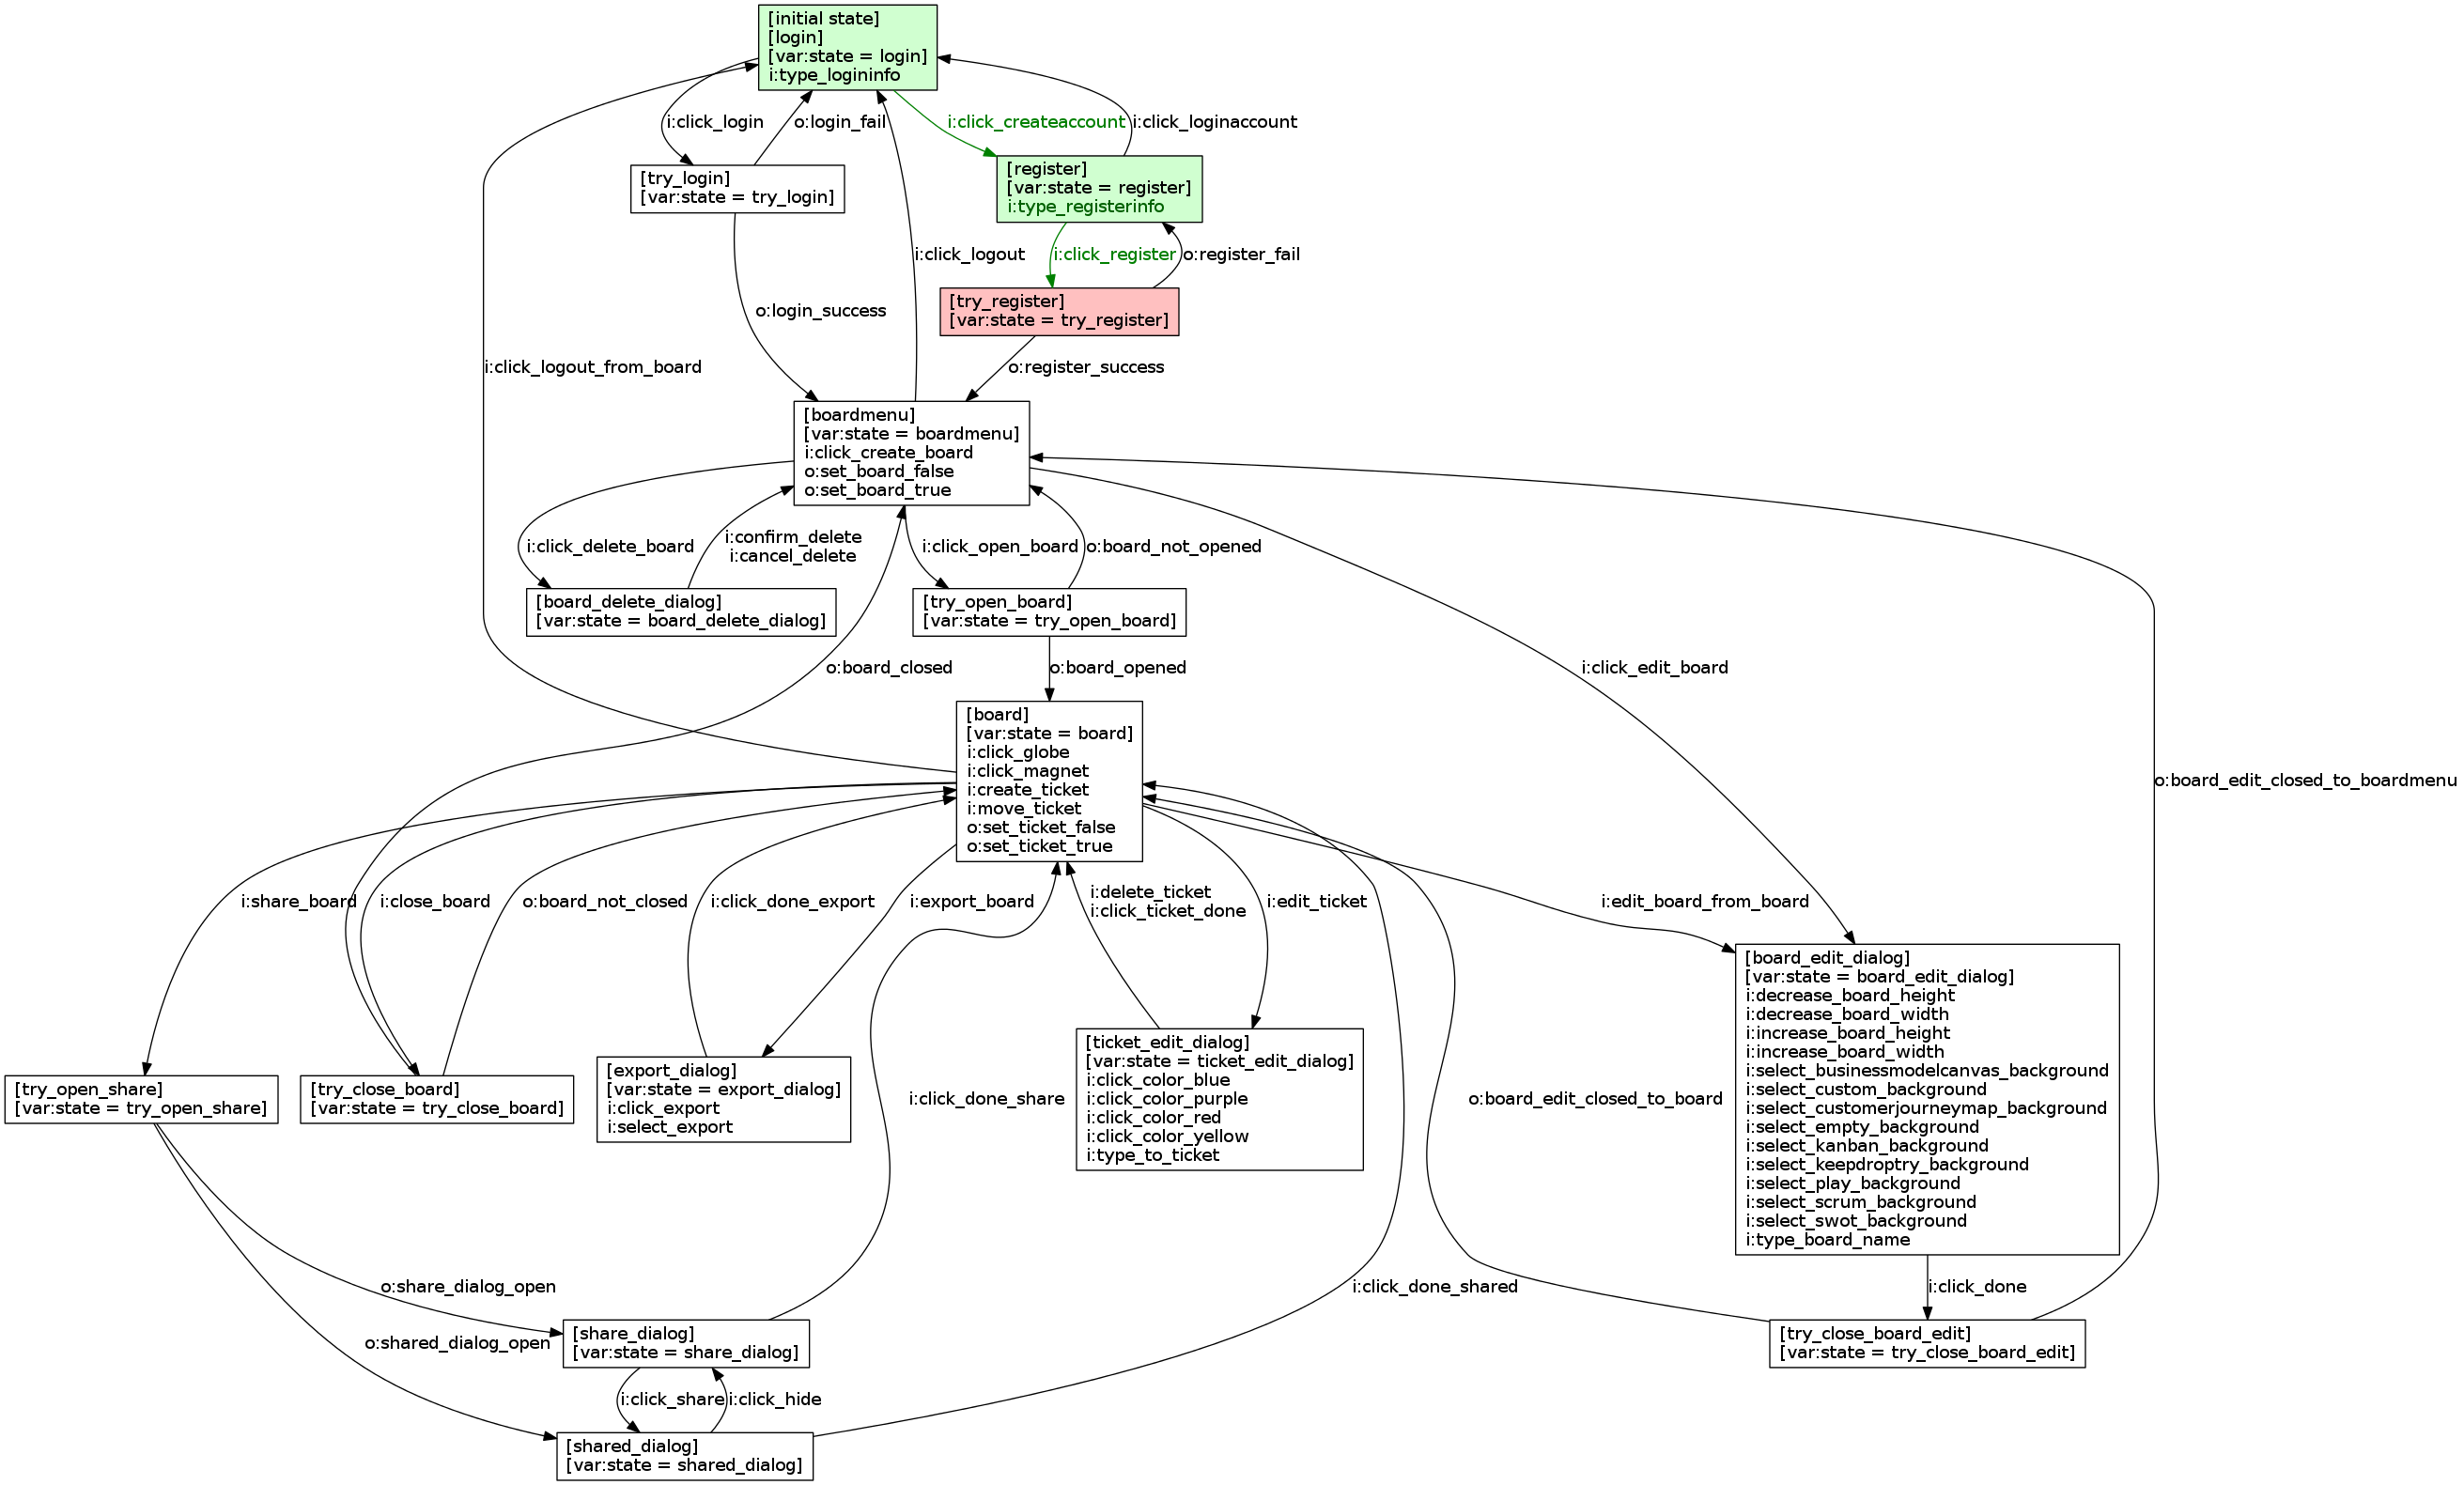 [initial state]
[login]
[var:state = login]
i:type_logininfo
i:click_login
o:login_fail
i:click_createaccount
i:click_loginaccount
[try_login]
[var:state = try_login]
[register]
[var:state = register]
i:type_registerinfo
i:click_logout
i:click_register
o:register_fail
o:login_success
[try_register]
[var:state = try_register]
i:click_logout_from_board
o:register_success
[boardmenu]
[var:state = boardmenu]
i:click_create_board
o:set_board_false
o:set_board_true
i:click_delete_board
i:confirm_delete
i:cancel_delete
i:click_open_board
o:board_not_opened
[board_delete_dialog]
[var:state = board_delete_dialog]
[try_open_board]
[var:state = try_open_board]
o:board_closed
o:board_opened
i:click_edit_board
[board]
[var:state = board]
i:click_globe
i:click_magnet
i:create_ticket
i:move_ticket
o:set_ticket_false
o:set_ticket_true
o:board_edit_closed_to_boardmenu
i:share_board
i:close_board
o:board_not_closed
i:click_done_export
i:export_board
i:delete_ticket
i:click_ticket_done
i:edit_ticket
i:edit_board_from_board
[try_open_share]
[var:state = try_open_share]
[try_close_board]
[var:state = try_close_board]
[export_dialog]
[var:state = export_dialog]
i:click_export
i:select_export
i:click_done_share
[ticket_edit_dialog]
[var:state = ticket_edit_dialog]
i:click_color_blue
i:click_color_purple
i:click_color_red
i:click_color_yellow
i:type_to_ticket
o:board_edit_closed_to_board
[board_edit_dialog]
[var:state = board_edit_dialog]
i:decrease_board_height
i:decrease_board_width
i:increase_board_height
i:increase_board_width
i:select_businessmodelcanvas_background
i:select_custom_background
i:select_customerjourneymap_background
i:select_empty_background
i:select_kanban_background
i:select_keepdroptry_background
i:select_play_background
i:select_scrum_background
i:select_swot_background
i:type_board_name
o:share_dialog_open
i:click_done_shared
i:click_done
o:shared_dialog_open
[share_dialog]
[var:state = share_dialog]
[try_close_board_edit]
[var:state = try_close_board_edit]
i:click_share
i:click_hide
[shared_dialog]
[var:state = shared_dialog]